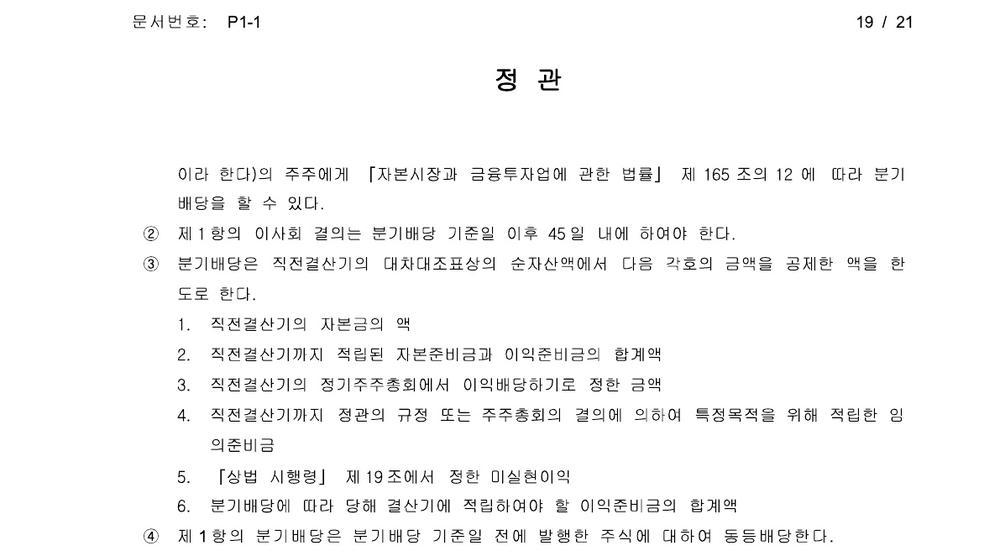 문서번호: P1-1 19 / 21
정 관
이라 한다)의 주주에게 「자본시장과 금융투자업에 관한 법률」 제 165 조의 12 에 따라 분기
배당을 할 수 있다.
② 제 1 항의 이사회 결의는 분기배당 기준일 이후 45 일 내에 하여야 한다.
③ 분기배당은 직전결산기의 대차대조표상의 순자산액에서 다음 각호의 금액을 공제한 액을 한
도로 한다.
1. 직전결산기의 자본금의 액
2. 직전결산기까지 적립된 자본준비금과 이익준비금의 합계액
3. 직전결산기의 정기주주총회에서 이익배당하기로 정한 금액
4. 직전결산기까지 정관의 규정 또는 주주총회의 결의에 의하여 특정목적을 위해 적립한 임
의준비금
5. 「상법 시행령」 제 19 조에서 정한 미실현이익
6. 분기배당에 따라 당해 결산기에 적립하여야 할 이익준비금의 합계액
④ 제 1 항의 분기배당은 분기배당 기준일 전에 발행한 주식에 대하여 동등배당한다.